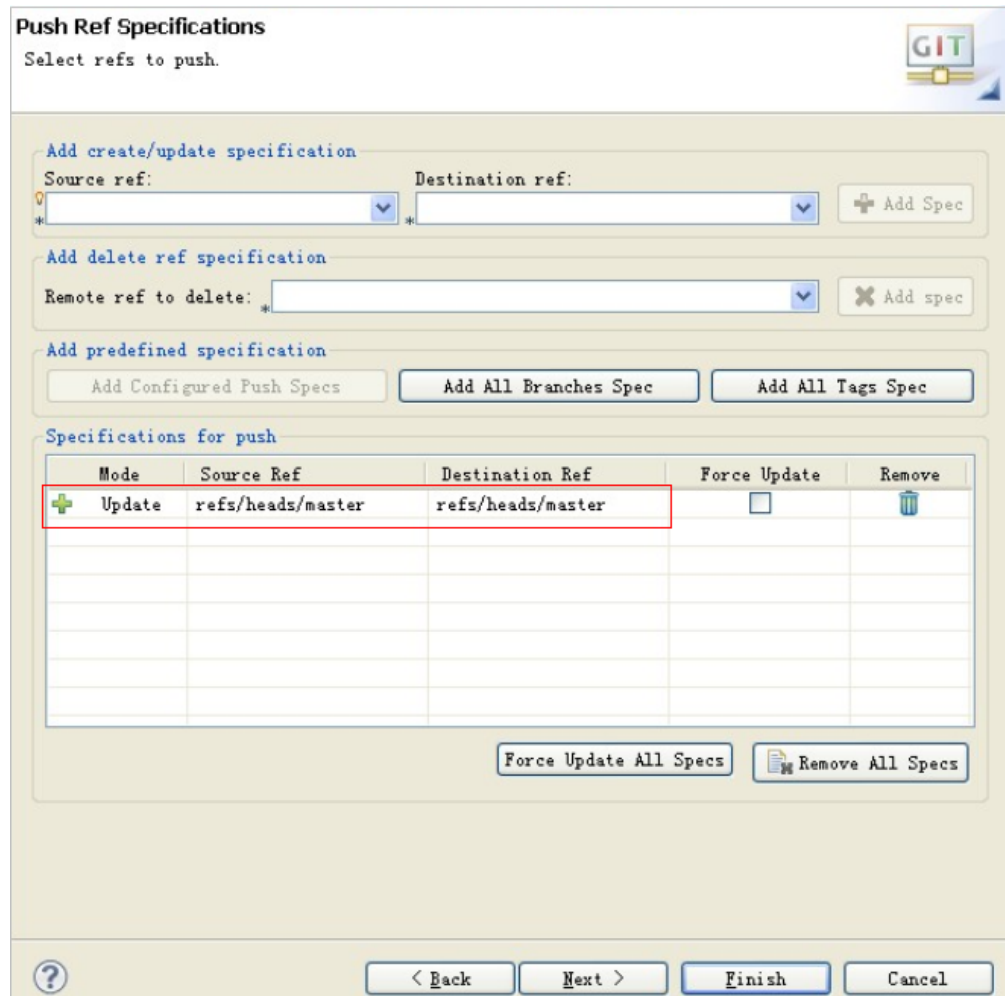 Push Ref Specifications
Select refs to push.
GIT
Add create/update specification
Source ref: Destination ref:
* * Add Spec
Add delete ref specification
Remote ref to delete: * Add spec
Add predefined specification
Add Configured Push Specs Add All Branches Spec Add All Tags Spec
Specifications for push
Mode Source Ref Destination Ref Force Update Remove
Update refs/heads/master refs/heads/master
Force Update All Specs Remove All Specs
? < Back Next > Finish Cancel